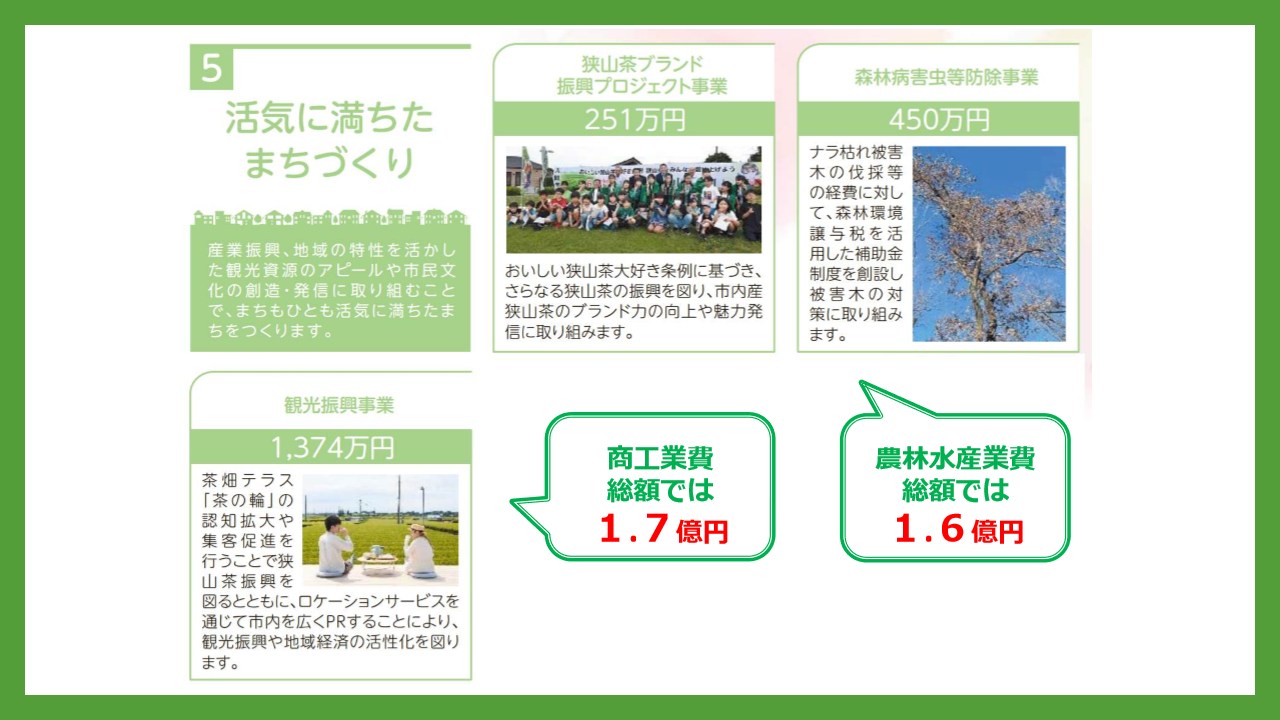 5
活気に満ちた
まちづくり
産業振興、地域の特性を活かし
た観光資源のアピールや市民文
化の創造・発信に取り組むこと
で、まちもひとも活気に満ちたま
ちをつくります。
狭山茶ブランド
振興プロジェクト事業
251万円
おいしい狭山茶大好き条例に基づき、
さらなる狭山茶の振興を図り、市内産
狭山茶のブランド力の向上や魅力発
信に取り組みます。
森林病害虫等防除事業
450万円
ナラ枯れ被害
木の伐採等
の経費に対し
て、森林環境
譲与税を活
用した補助金
制度を創設し
被害木の対
策に取り組み
ます。
観光振興事業
1,374万円
茶畑テラス
「茶の輪」の
認知拡大や
集客促進を
行うことで狭
山茶振興を
図るとともに、ロケーションサービスを
通じて市内を広くPRすることにより、
観光振興や地域経済の活性化を図り
ます。
商工業費
総額では
1.7億円
農林水産業費
総額では
1.6億円